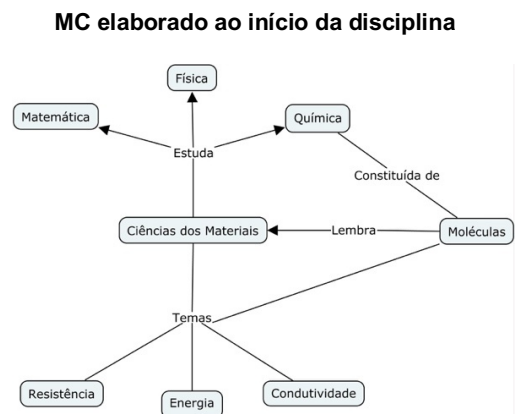 MC elaborado ao início da disciplina
Física
Matemática
Química
Estuda
Constituída de
Ciências dos Materiais
Lembra
Moléculas
Temas
Resistência
Energia
Condutividade